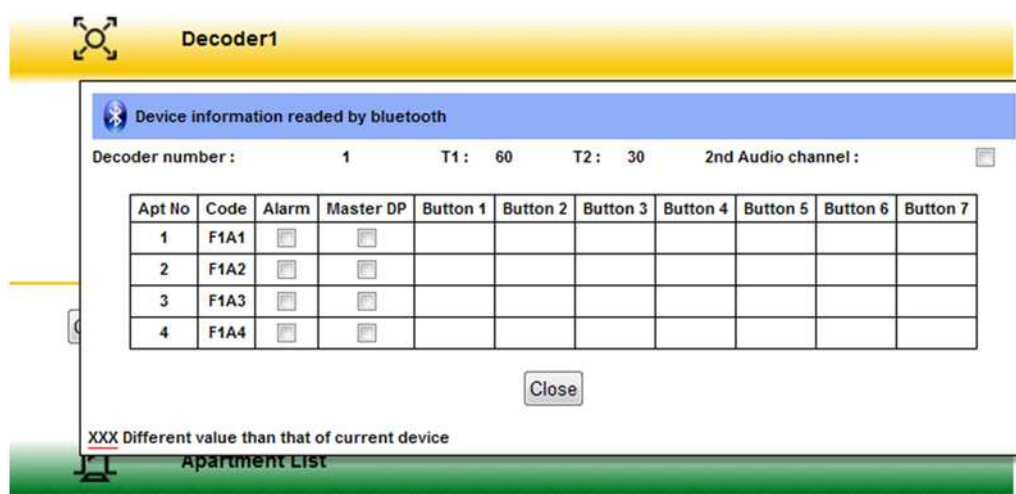 Decoder1
Device information readed by bluetooth
Decoder number : 1 T1 : 60 T2 : 30 2nd Audio channel :
Apt No Code Alarm Master DP Button 1 Button 2 Button 3 Button 4 Button 5 Button 6 Button 7
1 F1A1
2 F1A2
3 F1A3
4 F1A4
Close
XXX Different value than that of current device
Apartment List